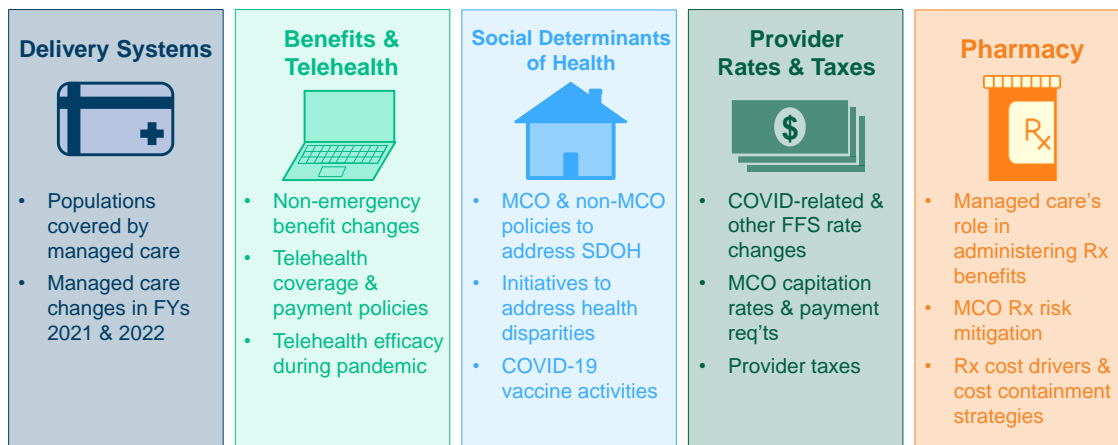 Delivery Systems
• Populations
covered by
managed care
• Managed care
changes in FYs
2021 & 2022
Benefits &
Telehealth
• Non-emergency
benefit changes
• Telehealth
coverage &
payment policies
• Telehealth efficacy
during pandemic
Social Determinants
of Health
• MCO & non-MCO
policies to
address SDOH
• Initiatives to
address health
disparities
• COVID-19
vaccine activities
Provider
Rates & Taxes
$
• COVID-related &
other FFS rate
changes
• MCO capitation
rates & payment
req'ts
• Provider taxes
Pharmacy
Rx
• Managed care's
role in
administering Rx
benefits
• MCO Rx risk
mitigation
• Rx cost drivers &
cost containment
strategies